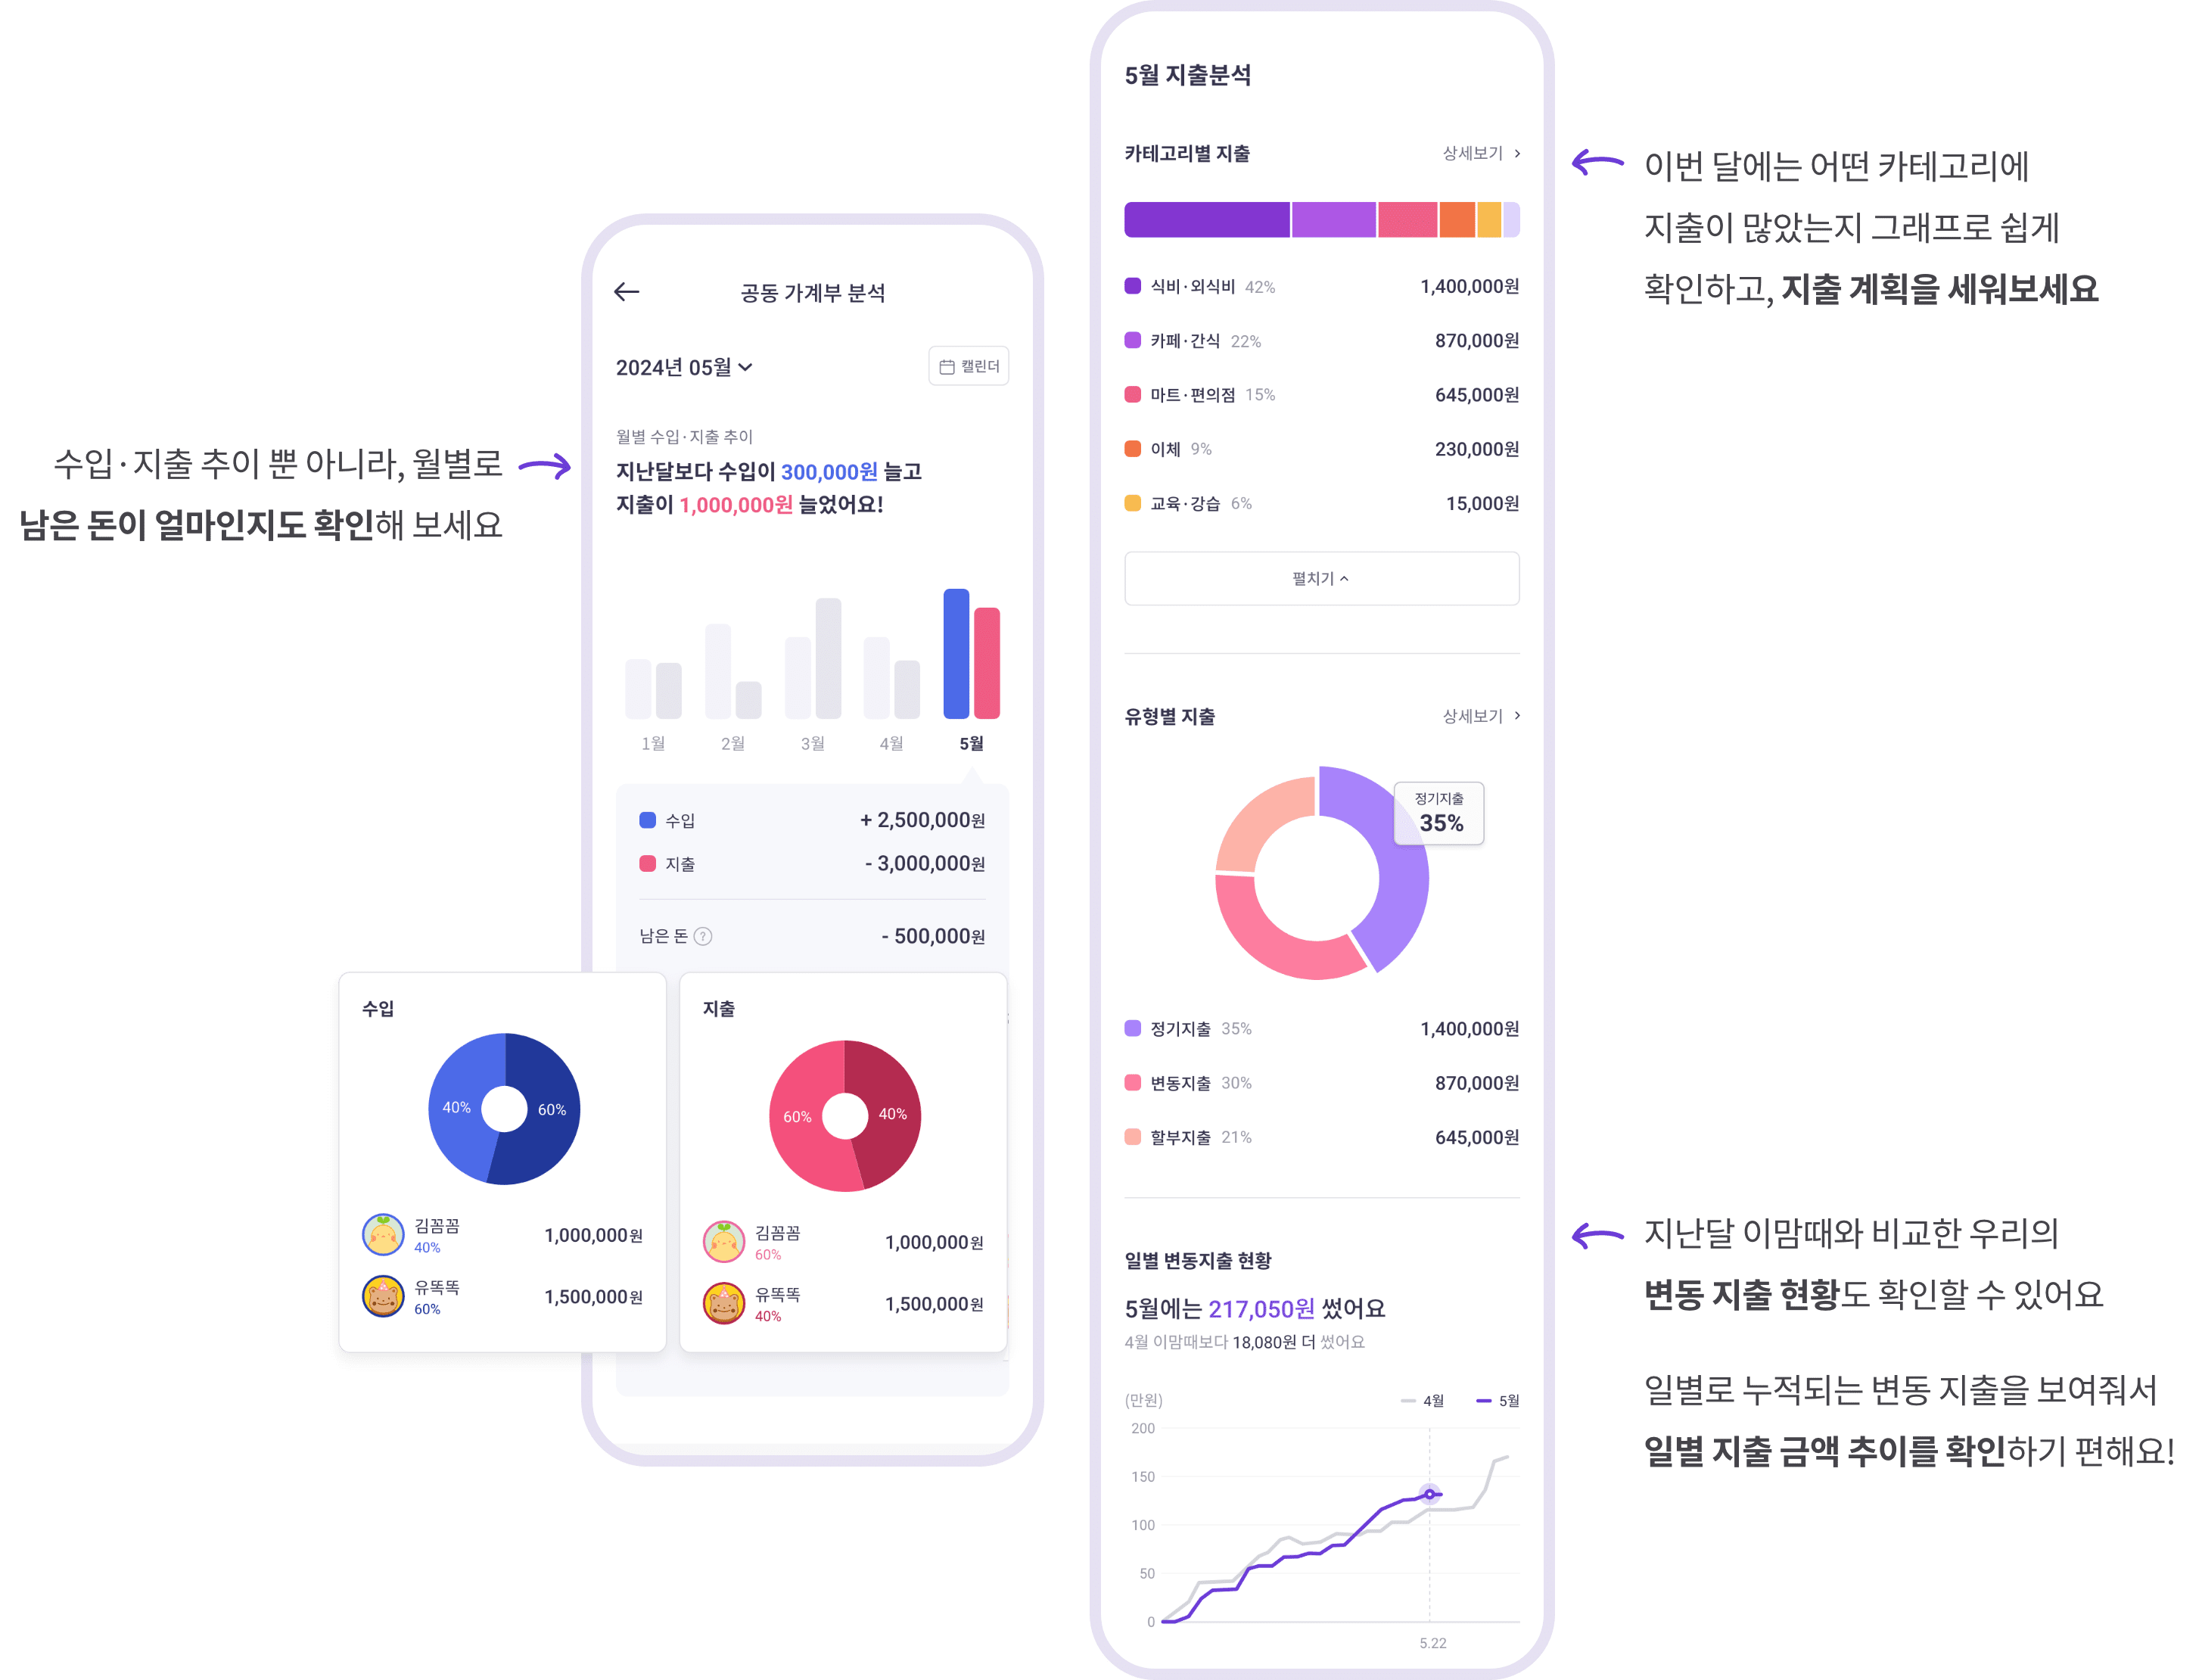 수입·지출 추이 뿐 아니라, 월별로
남은 돈이 얼마인지도 확인해 보세요
공동 가계부 분석
2024년 05월
캘린더
월별 수입·지출 추이
지난달보다 수입이 300,000원 늘고
지출이 1,000,000원 늘었어요!
1월 2월 3월 4월 5월
수입 + 2,500,000원
지출 - 3,000,000원
남은 돈 ? - 500,000원
수입
40% 60%
김꼼꼼 1,000,000원
40%
유똑똑 1,500,000원
60%
지출
60% 40%
김꼼꼼 1,000,000원
60%
유똑똑 1,500,000원
40%
5월 지출분석
카테고리별 지출 상세보기
식비·외식비 42% 1,400,000원
카페·간식 22% 870,000원
마트·편의점 15% 645,000원
이체 9% 230,000원
교육·강습 6% 15,000원
펼치기
유형별 지출 상세보기
정기지출
35%
정기지출 35% 1,400,000원
변동지출 30% 870,000원
할부지출 21% 645,000원
일별 변동지출 현황
5월에는 217,050원 썼어요
4월 이맘때보다 18,080원 더 썼어요
(만원) 4월 5월
200
150
100
50
0
5.22
이번 달에는 어떤 카테고리에
지출이 많았는지 그래프로 쉽게
확인하고, 지출 계획을 세워보세요
지난달 이맘때와 비교한 우리의
변동 지출 현황도 확인할 수 있어요
일별로 누적되는 변동 지출을 보여줘서
일별 지출 금액 추이를 확인하기 편해요!